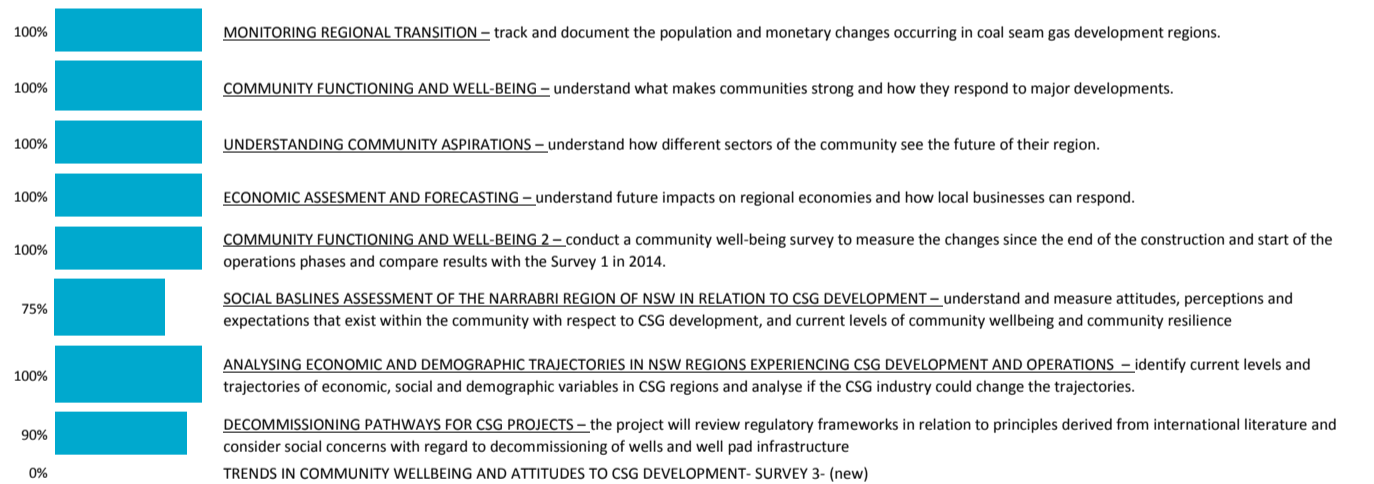 100% MONITORING REGIONAL TRANSITION – track and document the population and monetary changes occurring in coal seam gas development regions.
100% COMMUNITY FUNCTIONING AND WELL-BEING – understand what makes communities strong and how they respond to major developments.
100% UNDERSTANDING COMMUNITY ASPIRATIONS – understand how different sectors of the community see the future of their region.
100% ECONOMIC ASSESMENT AND FORECASTING – understand future impacts on regional economies and how local businesses can respond.
100% COMMUNITY FUNCTIONING AND WELL-BEING 2 – conduct a community well-being survey to measure the changes since the end of the construction and start of the
operations phases and compare results with the Survey 1 in 2014.
75% SOCIAL BASLINES ASSESSMENT OF THE NARRABRI REGION OF NSW IN RELATION TO CSG DEVELOPMENT – understand and measure attitudes, perceptions and
expectations that exist within the community with respect to CSG development, and current levels of community wellbeing and community resilience
100% ANALYSING ECONOMIC AND DEMOGRAPHIC TRAJECTORIES IN NSW REGIONS EXPERIENCING CSG DEVELOPMENT AND OPERATIONS – identify current levels and
trajectories of economic, social and demographic variables in CSG regions and analyse if the CSG industry could change the trajectories.
90% DECOMMISSIONING PATHWAYS FOR CSG PROJECTS – the project will review regulatory frameworks in relation to principles derived from international literature and
consider social concerns with regard to decommissioning of wells and well pad infrastructure
0% TRENDS IN COMMUNITY WELLBEING AND ATTITUDES TO CSG DEVELOPMENT- SURVEY 3- (new)